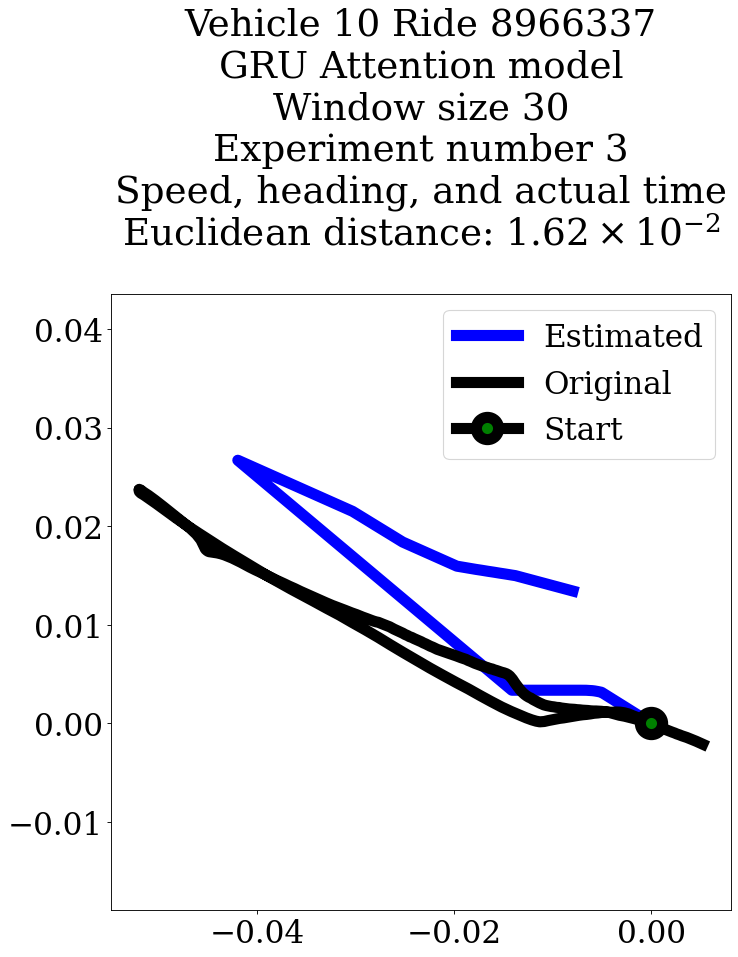 Vehicle 10 Ride 8966337
GRU Attention model
Window size 30
Experiment number 3
Speed, heading, and actual time
Euclidean distance: 1.62 × 10⁻²
Estimated
Original
Start
0.04
0.03
0.02
0.01
0.00
−0.01
−0.04
−0.02
0.00